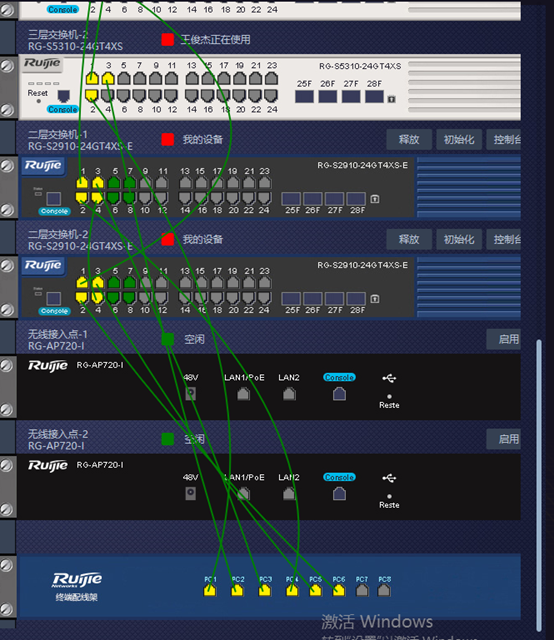 Console 2 4 6 8 10 12 14 16 18 20 22 24
三层交换机-2
RG-S5310-24GT4XS
王俊杰正在使用
Ruijie
RG-S5310-24GT4XS
3 5 7 9 11 13 15 17 19 21 23
25F 26F 27F 28F
Reset
Console
2 4 6 8 10 12 14 16 18 20 22 24
二层交换机-1
RG-S2910-24GT4XS-E
我的设备
释放 初始化 控制台
Ruijie
RG-S2910-24GT4XS-E
1 3 5 7 9 11 13 15 17 19 21 23
Console
2 4 6 8 10 12 14 16 18 20 22 24
25F 26F 27F 28F
二层交换机-2
RG-S2910-24GT4XS-E
我的设备
释放 初始化 控制台
Ruijie
RG-S2910-24GT4XS-E
1 3 5 7 9 11 13 15 17 19 21 23
Console
2 4 6 8 10 12 14 16 18 20 22 24
25F 26F 27F 28F
无线接入点-1
RG-AP720-I
空闲
启用
Ruijie RG-AP720-I
48V LAN1/PoE LAN2 Console
Reste
无线接入点-2
RG-AP720-I
空闲
启用
Ruijie RG-AP720-I
48V LAN1/PoE LAN2 Console
Reste
Ruijie
Networks
终端配线架
PC1 PC2 PC3 PC4 PC5 PC6 PC7 PC8
激活 Windows
转到"设置"以激活 Windows